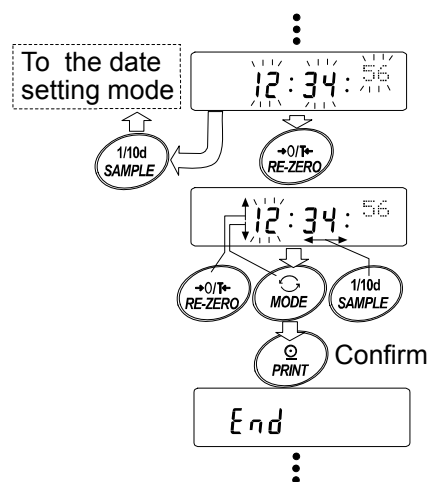 To the date
setting mode
12:34:56
1/10d
SAMPLE
→0/T←
RE-ZERO
12:34:56
→0/T←
RE-ZERO
MODE
1/10d
SAMPLE
PRINT
Confirm
End